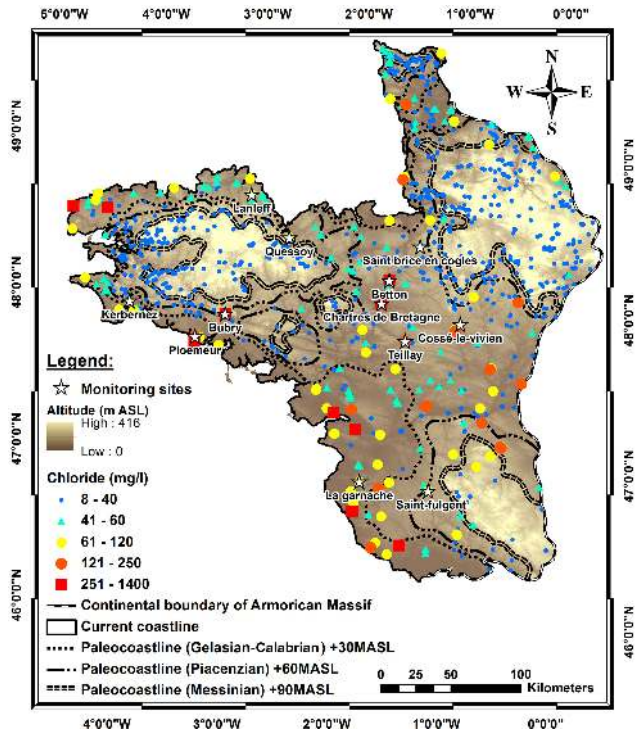 5°0'0"W 4°0'0"W 3°0'0"W 2°0'0"W 1°0'0"W 0°0'0"
N
W E
S
49°0'0"N
49°0'0"N
Lanloff
Quessoy
Saint brice en cogles
48°0'0"N
48°0'0"N
Betton
Kerbernez
Chartres de Bretagne
Bubry
Cossé-le-vivien
Ploemeur
Teillay
Legend:
Monitoring sites
Altitude (m ASL)
High : 416
Low : 0
47°0'0"N
47°0'0"N
Chloride (mg/l)
La garnache
Saint-fulgent
8 - 40
41 - 60
61 - 120
121 - 250
251 - 1400
46°0'0"N
46°0'0"N
Continental boundary of Armorican Massif
Current coastline
Paleocoastline (Gelasian-Calabrian) +30MASL
Paleocoastline (Piacenzian) +60MASL
Paleocoastline (Messinian) +90MASL
0 25 50 100
Kilometers
4°0'0"W 3°0'0"W 2°0'0"W 1°0'0"W 0°0'0"